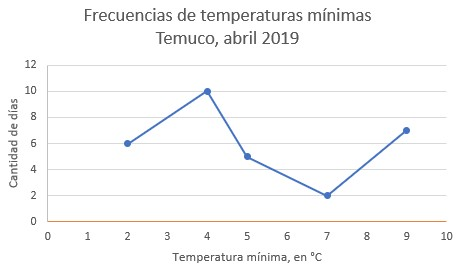 Frecuencias de temperaturas mínimas
Temuco, abril 2019
Cantidad de días
12
10
8
6
4
2
0
0 1 2 3 4 5 6 7 8 9 10
Temperatura mínima, en °C